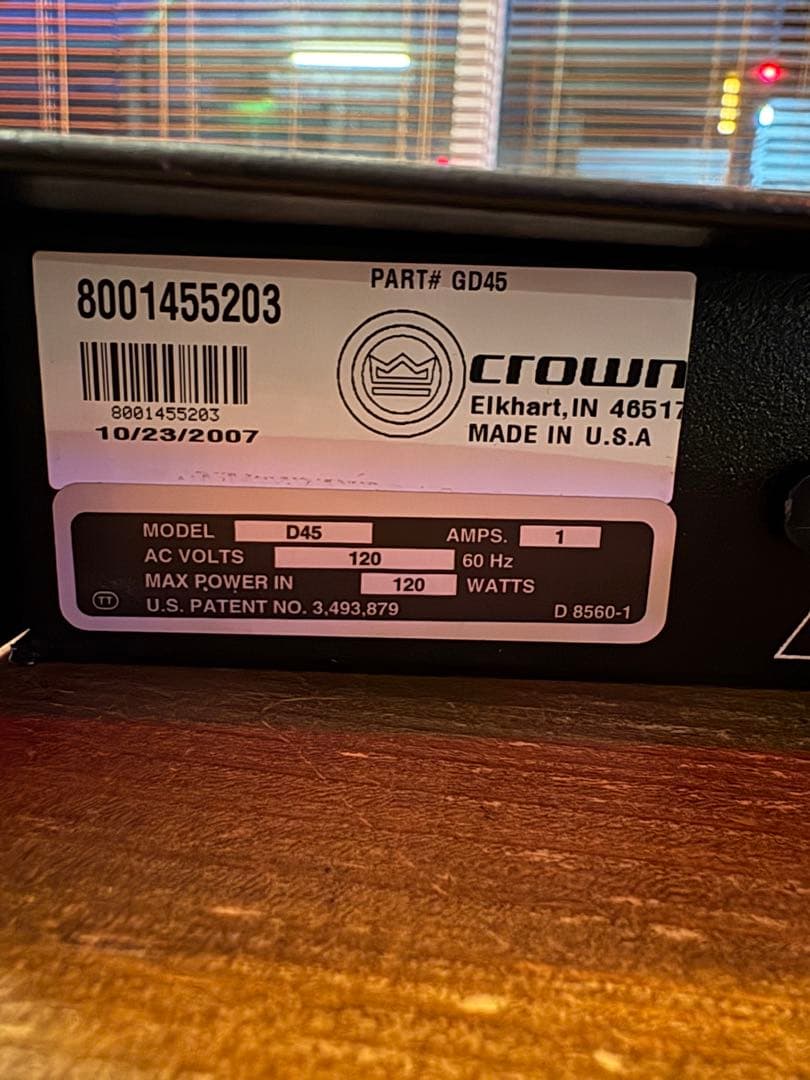 PART# GD45
8001455203
8001455203
10/23/2007
crown
Elkhart,IN 46517
MADE IN U.S.A
MODEL D45 AMPS. 1
AC VOLTS 120 60 Hz
MAX POWER IN 120 WATTS
TT U.S. PATENT NO. 3,493,879 D 8560-1